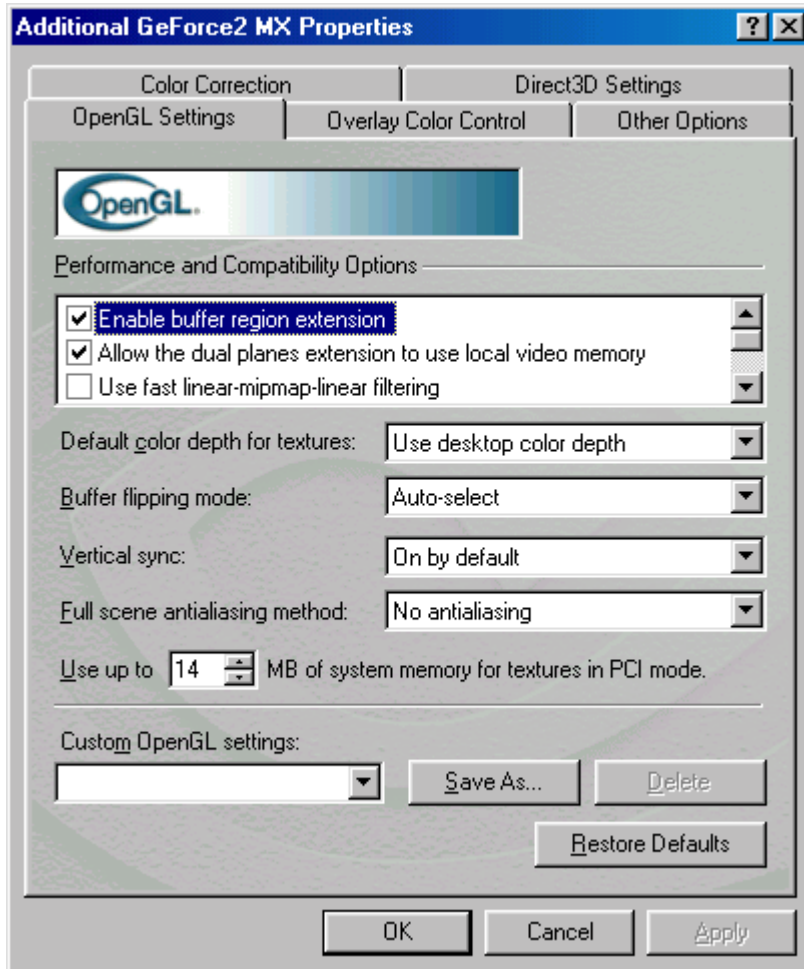 Additional GeForce2 MX Properties
Color Correction
Direct3D Settings
OpenGL Settings
Overlay Color Control
Other Options
OpenGL.
Performance and Compatibility Options
Enable buffer region extension
Allow the dual planes extension to use local video memory
Use fast linear-mipmap-linear filtering
Default color depth for textures: Use desktop color depth
Buffer flipping mode: Auto-select
Vertical sync: On by default
Full scene antialiasing method: No antialiasing
Use up to 14 MB of system memory for textures in PCI mode.
Custom OpenGL settings:
Save As... Delete
Restore Defaults
OK Cancel Apply